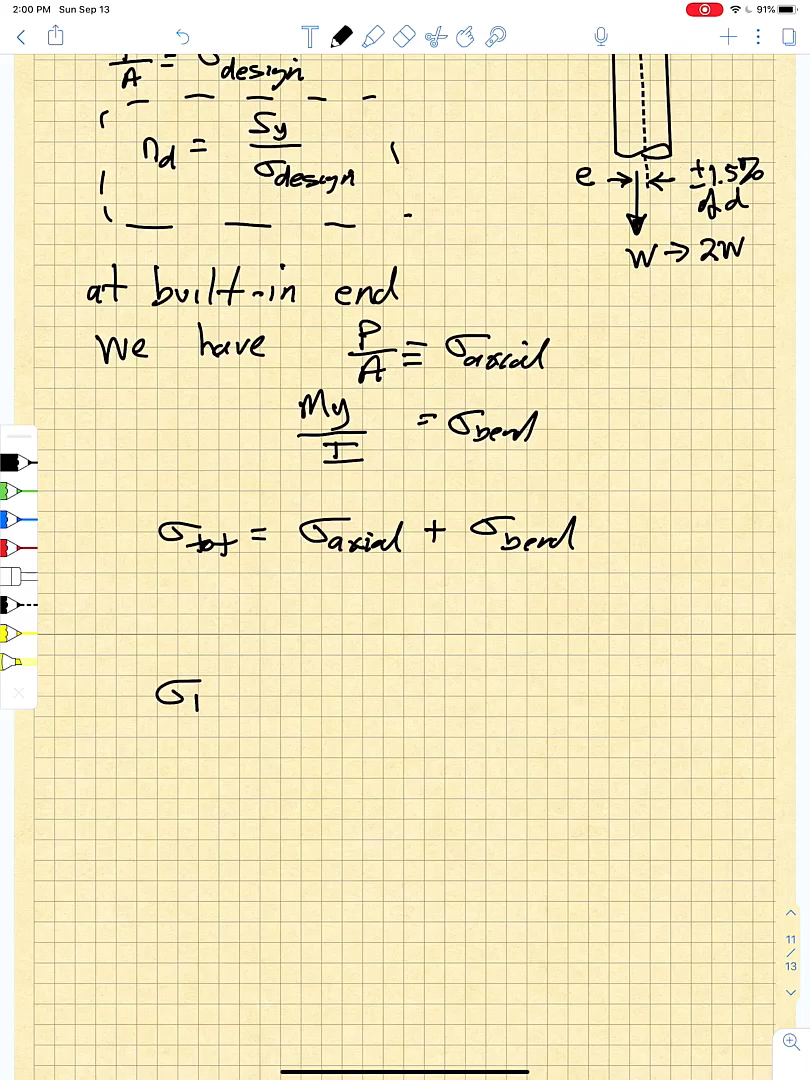 2:00 PM Sun Sep 13
91%
A = σdesign
nd = Sy / σdesign
e → ← ±1.5% of d
W → 2W
at built-in end
we have P/A = σaxial
My/I = σbend
σtot = σaxial + σbend
σ1
11
/
13